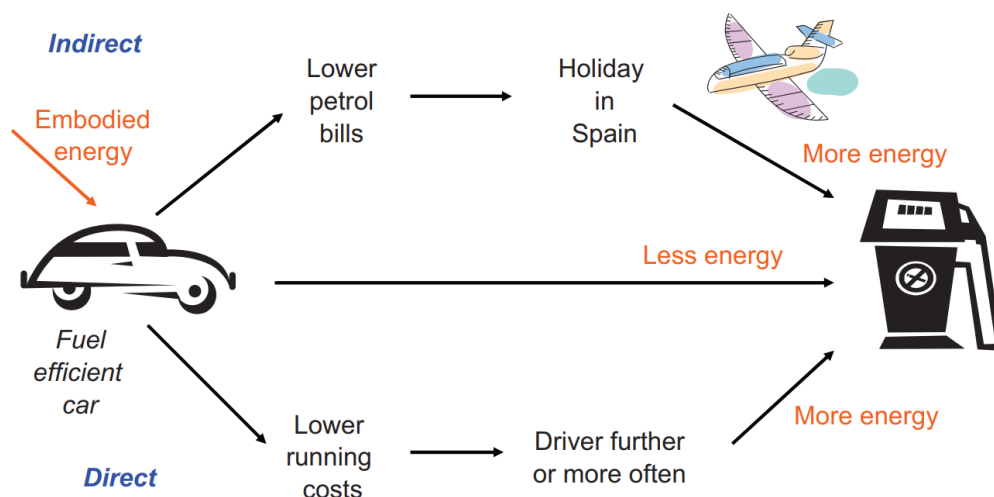 Indirect
Embodied
energy
Lower
petrol
bills
Holiday
in
Spain
More energy
Less energy
Fuel
efficient
car
Direct
Lower
running
costs
Driver further
or more often
More energy